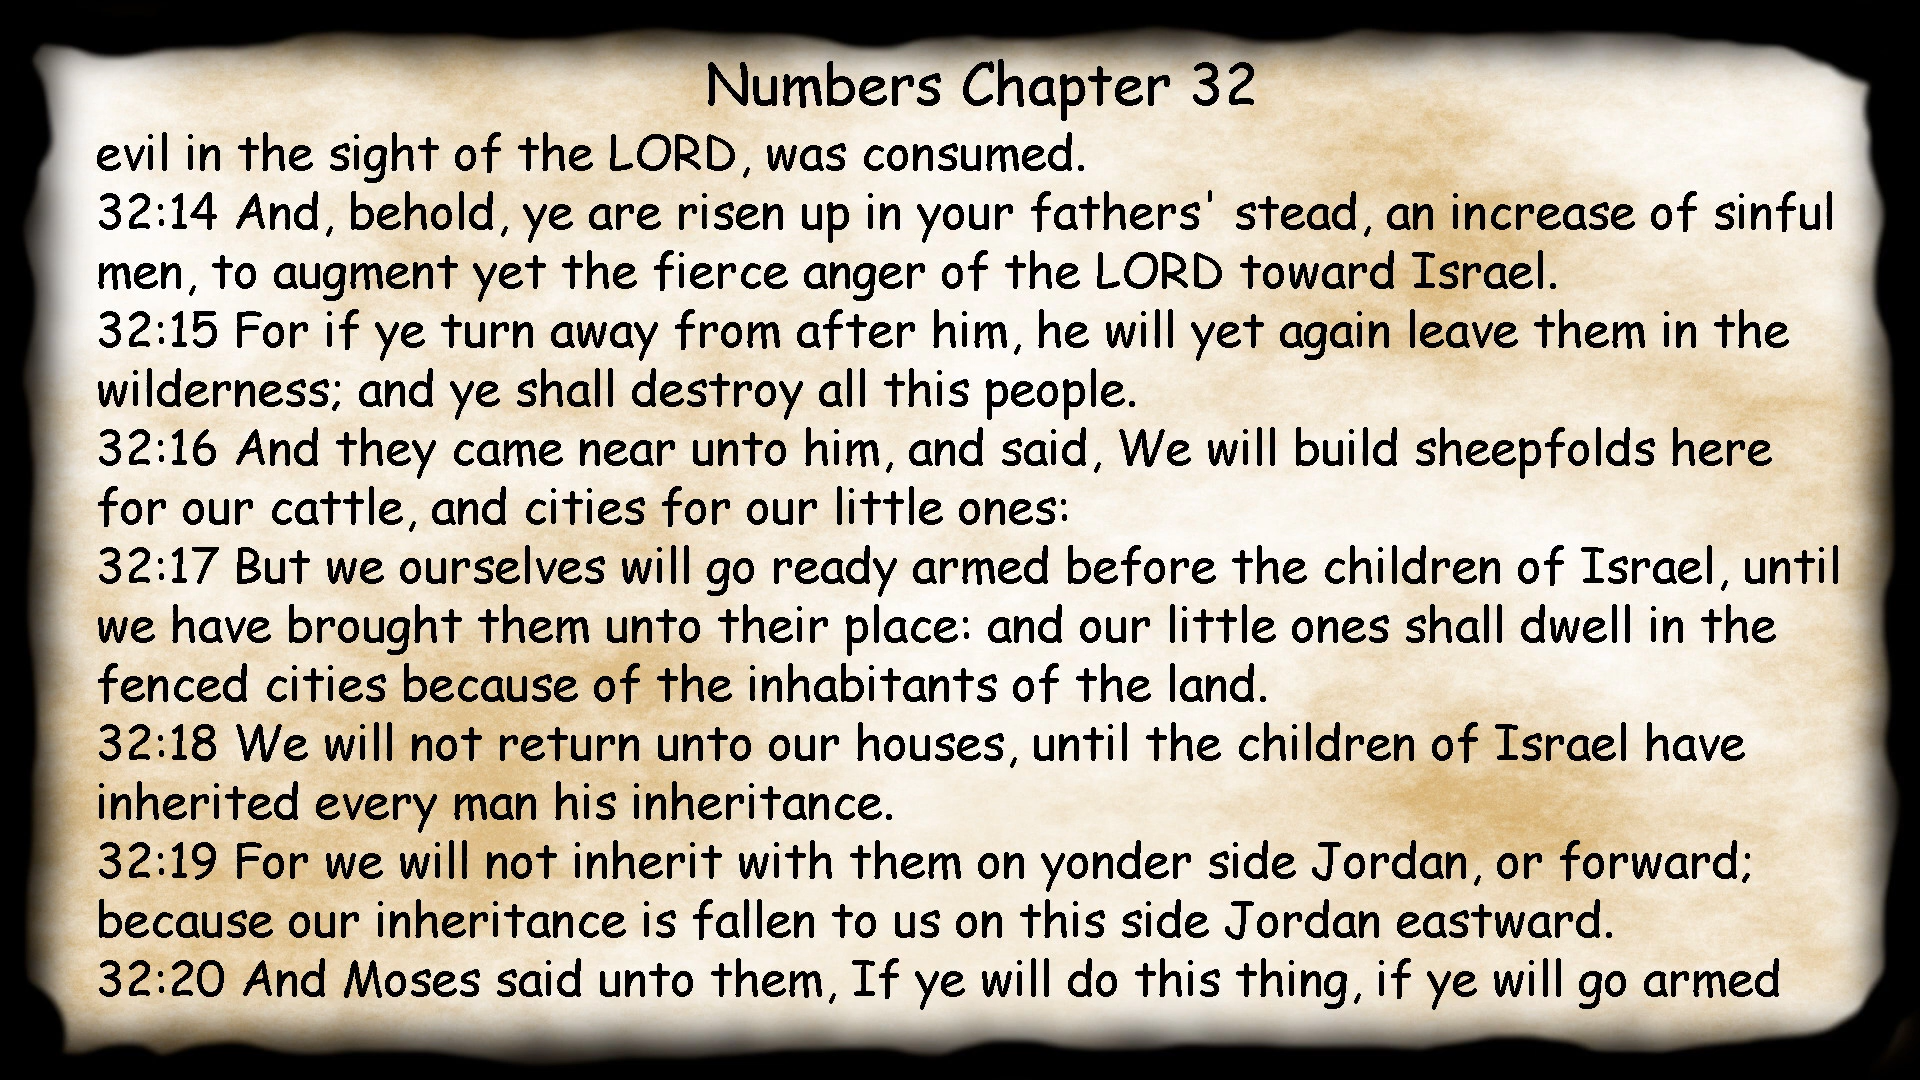 Numbers Chapter 32
evil in the sight of the LORD, was consumed.
32:14 And, behold, ye are risen up in your fathers' stead, an increase of sinful
men, to augment yet the fierce anger of the LORD toward Israel.
32:15 For if ye turn away from after him, he will yet again leave them in the
wilderness; and ye shall destroy all this people.
32:16 And they came near unto him, and said, We will build sheepfolds here
for our cattle, and cities for our little ones:
32:17 But we ourselves will go ready armed before the children of Israel, until
we have brought them unto their place: and our little ones shall dwell in the
fenced cities because of the inhabitants of the land.
32:18 We will not return unto our houses, until the children of Israel have
inherited every man his inheritance.
32:19 For we will not inherit with them on yonder side Jordan, or forward;
because our inheritance is fallen to us on this side Jordan eastward.
32:20 And Moses said unto them, If ye will do this thing, if ye will go armed